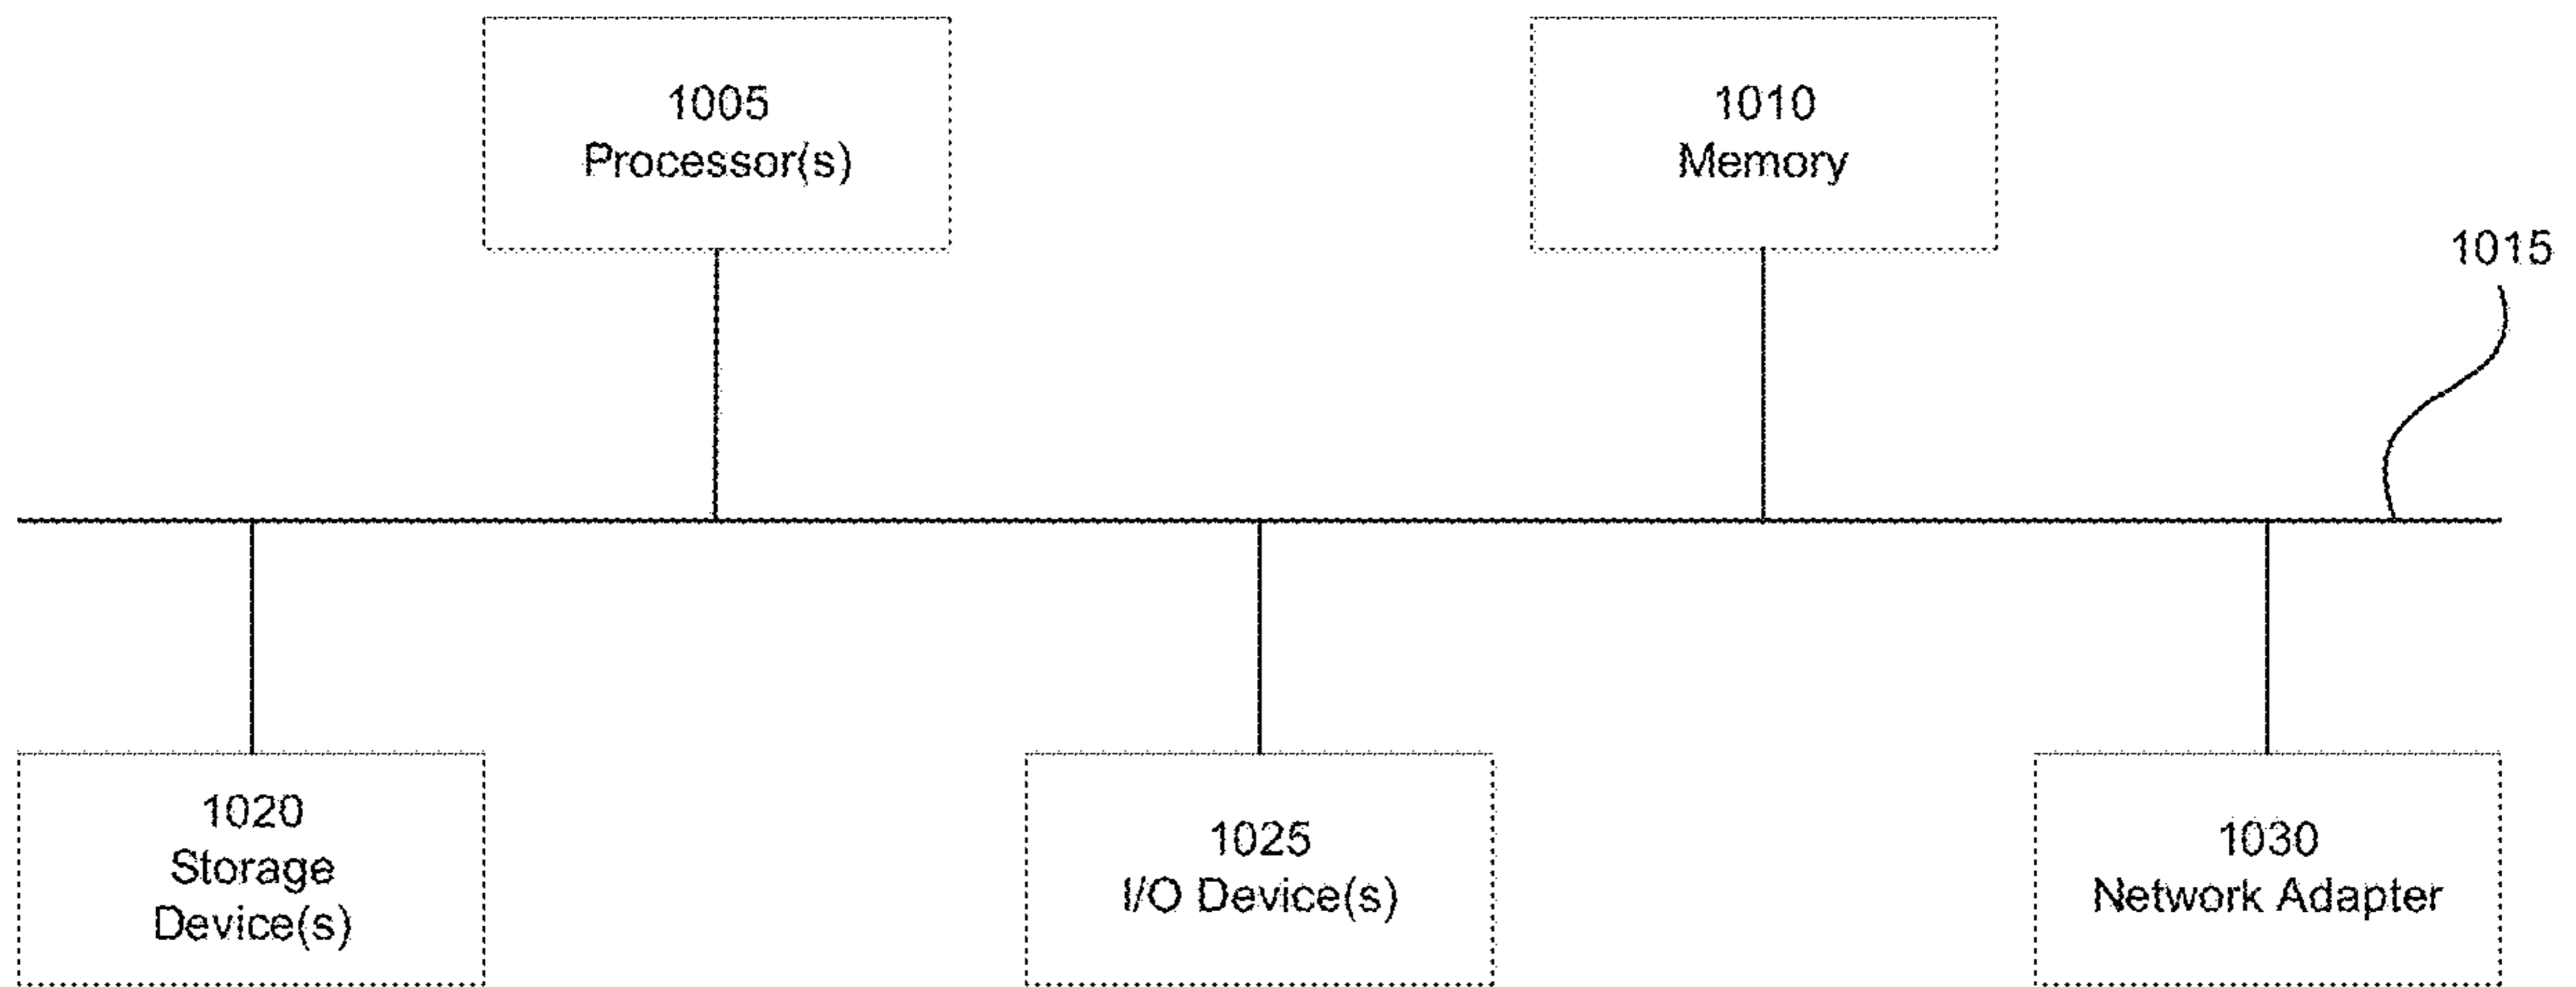 1005
Processor(s)
1010
Memory
1015
1020
Storage
Device(s)
1025
I/O Device(s)
1030
Network Adapter